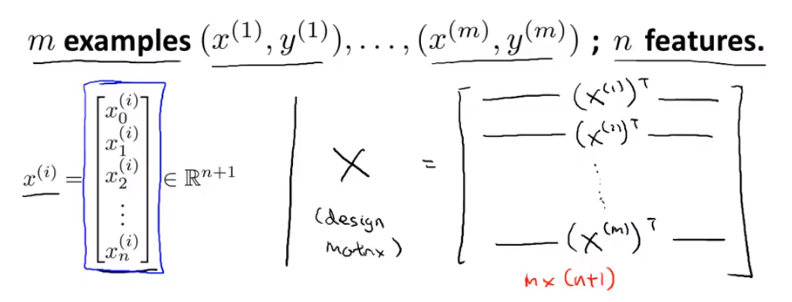 m examples (x^(1), y^(1)), . . . , (x^(m), y^(m)) ; n features.
x^(i) = [x_0^(i) x_1^(i) x_2^(i) ⋮ x_n^(i)] ∈ ℝ^(n+1)
X =
(design
matrix)
(x^(1))^T
(x^(2))^T
⋮
(x^(m))^T
m x (n+1)